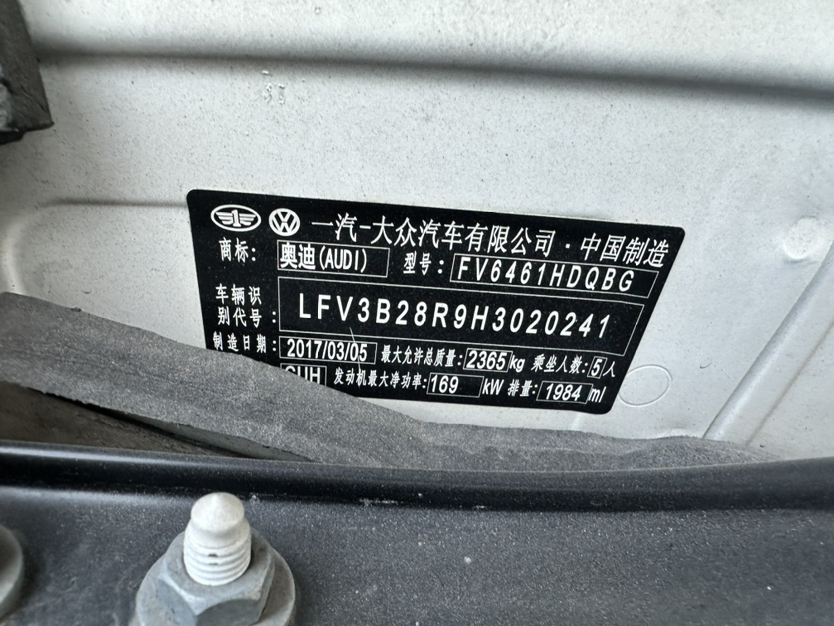 一汽-大众汽车有限公司·中国制造
商标: 奥迪(AUDI) 型号: FV6461HDQBG
车辆识别代号: LFV3B28R9H3020241
制造日期: 2017/03/05 最大允许总质量: 2365kg 乘坐人数: 5人
发动机最大净功率: 169 kW 排量: 1984 ml